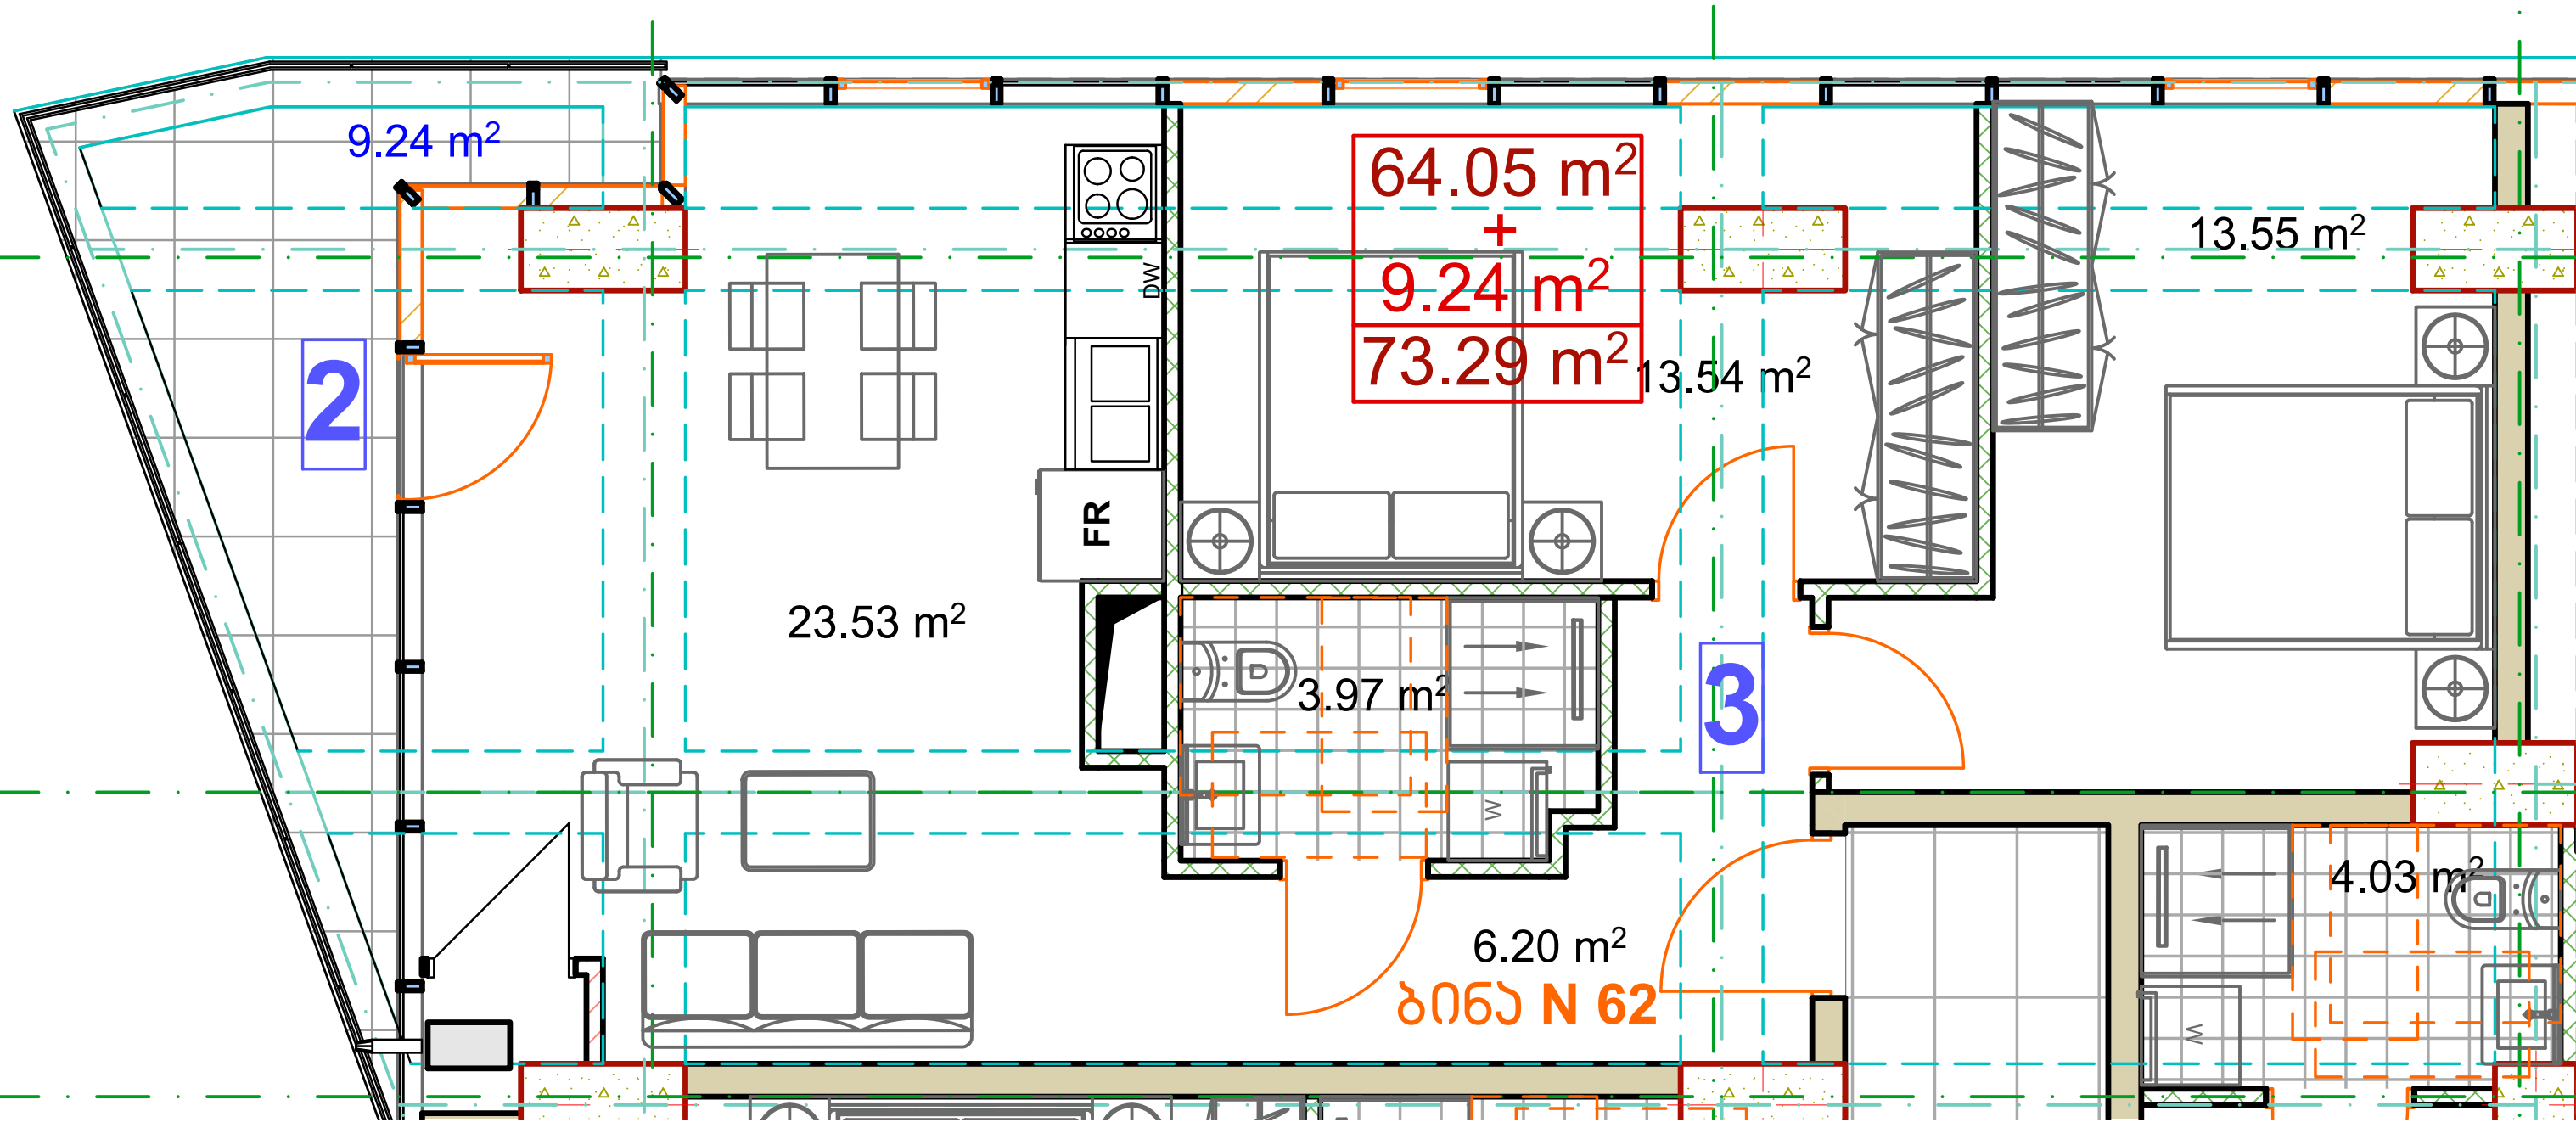 9.24 m²
64.05 m²
+
9.24 m²
73.29 m²
13.55 m²
DW
2
13.54 m²
FR
23.53 m²
3.97 m²
3
W
4.03 m²
6.20 m²
ბინა N 62
W